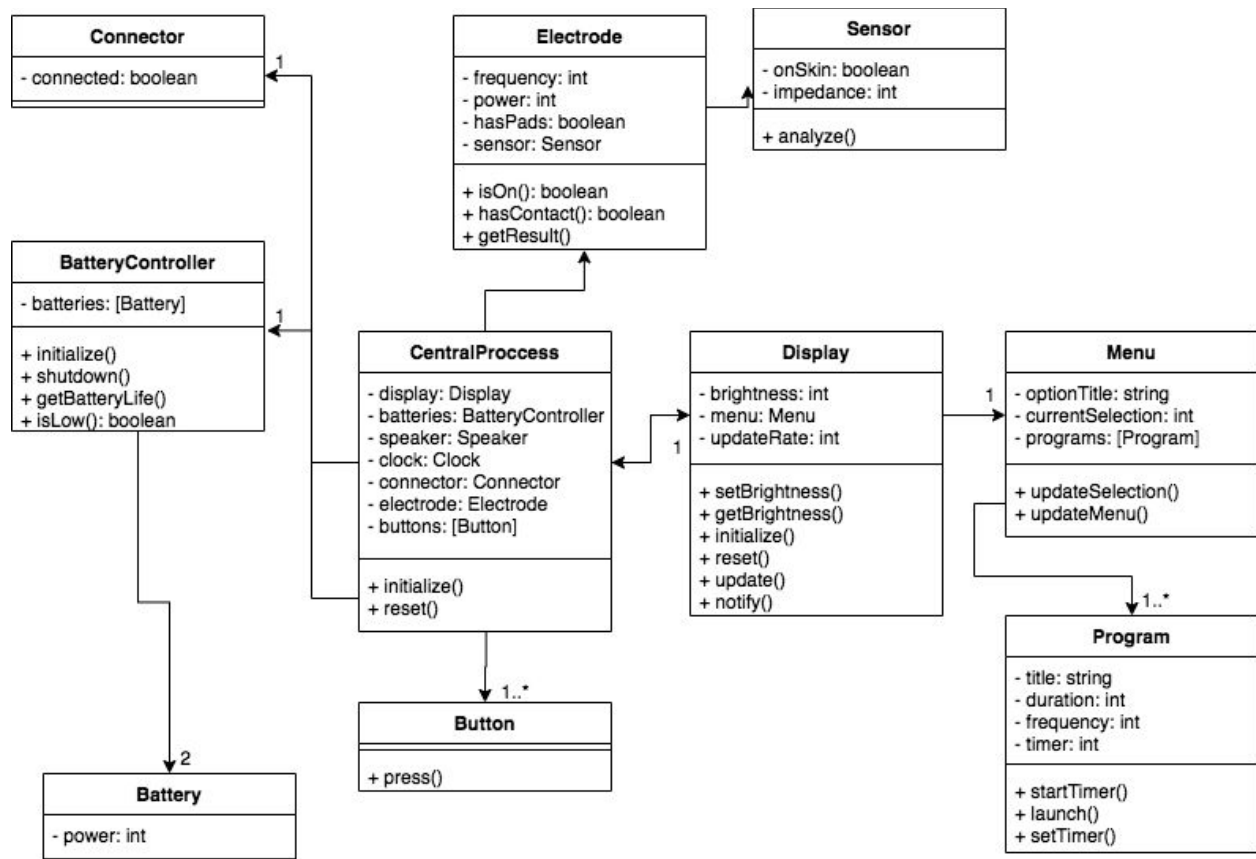 Connector
- connected: boolean
1
Electrode
- frequency: int
- power: int
- hasPads: boolean
- sensor: Sensor
+ isOn(): boolean
+ hasContact(): boolean
+ getResult()
Sensor
- onSkin: boolean
- impedance: int
+ analyze()
BatteryController
- batteries: [Battery]
+ initialize()
+ shutdown()
+ getBatteryLife()
+ isLow(): boolean
1
CentralProccess
- display: Display
- batteries: BatteryController
- speaker: Speaker
- clock: Clock
- connector: Connector
- electrode: Electrode
- buttons: [Button]
+ initialize()
+ reset()
1
Display
- brightness: int
- menu: Menu
- updateRate: int
+ setBrightness()
+ getBrightness()
+ initialize()
+ reset()
+ update()
+ notify()
1
Menu
- optionTitle: string
- currentSelection: int
- programs: [Program]
+ updateSelection()
+ updateMenu()
1..*
Program
- title: string
- duration: int
- frequency: int
- timer: int
+ startTimer()
+ launch()
+ setTimer()
1..*
Button
+ press()
2
Battery
- power: int